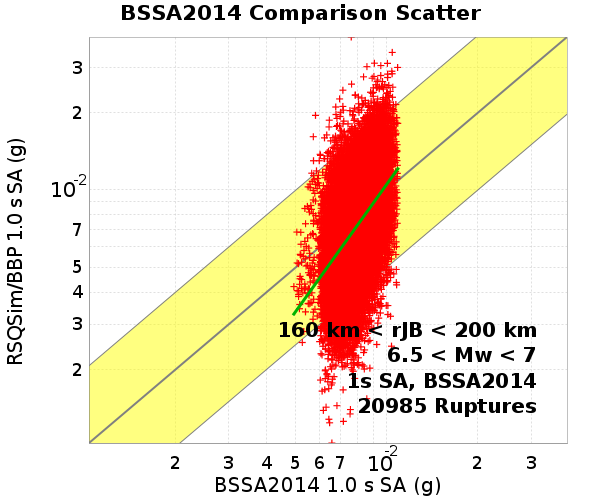 BSSA2014 Comparison Scatter
RSQSim/BBP 1.0 s SA (g)
3
2
10-2
7
5
4
3
2
160 km < rJB < 200 km
6.5 < Mw < 7
1s SA, BSSA2014
20985 Ruptures
2 3 4 5 6 7 10-2 2 3
BSSA2014 1.0 s SA (g)